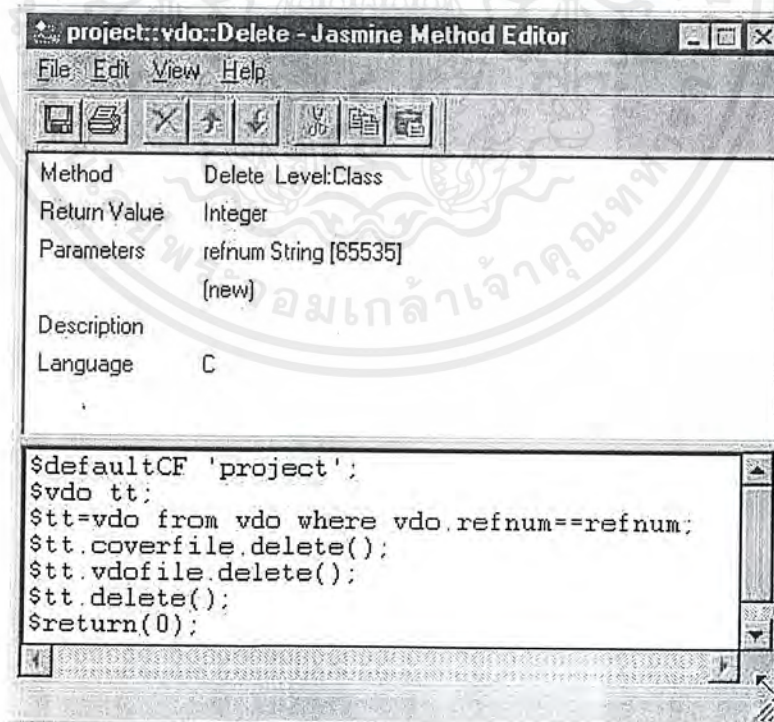 project::vdo::Delete - Jasmine Method Editor
File Edit View Help
Method Delete Level:Class
Return Value Integer
Parameters refnum String [65535]
(new)
Description
Language C
$defaultCF 'project';
$vdo tt;
$tt=vdo from vdo where vdo.refnum==refnum;
$tt.coverfile.delete();
$tt.vdofile.delete();
$tt.delete();
$return(0);